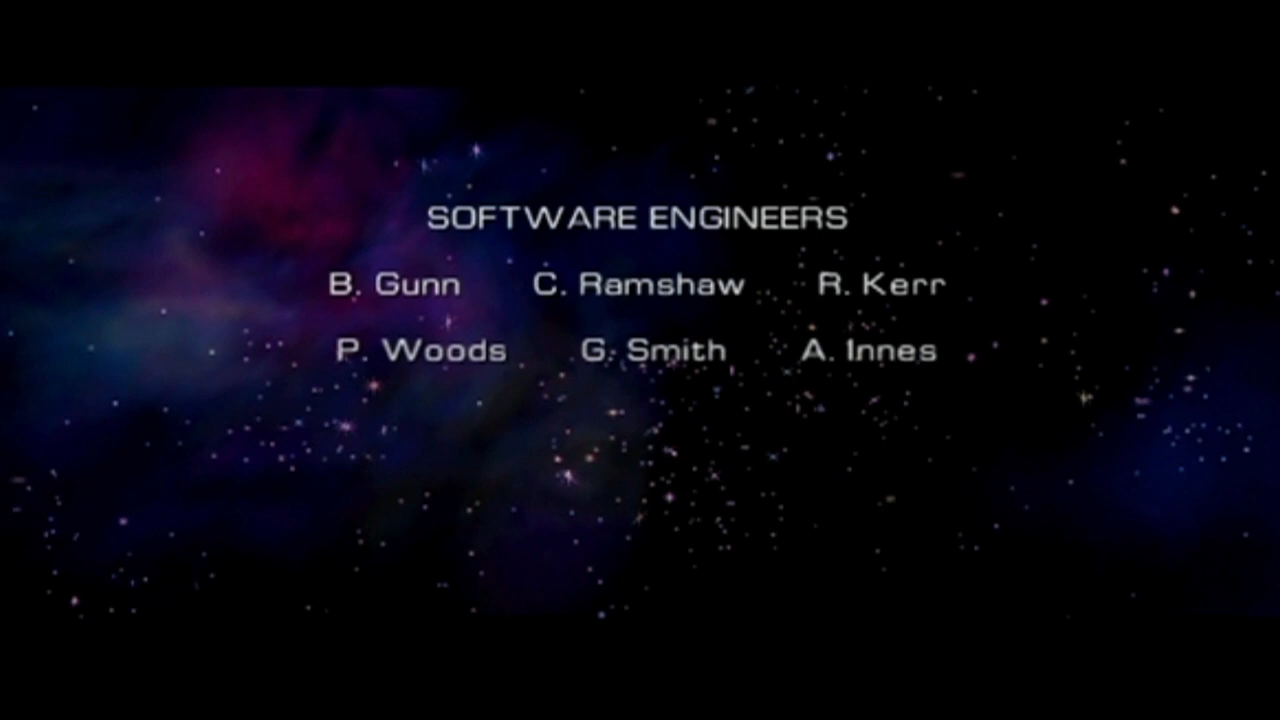 SOFTWARE ENGINEERS
B. Gunn C. Ramshaw R. Kerr
P. Woods G. Smith A. Innes